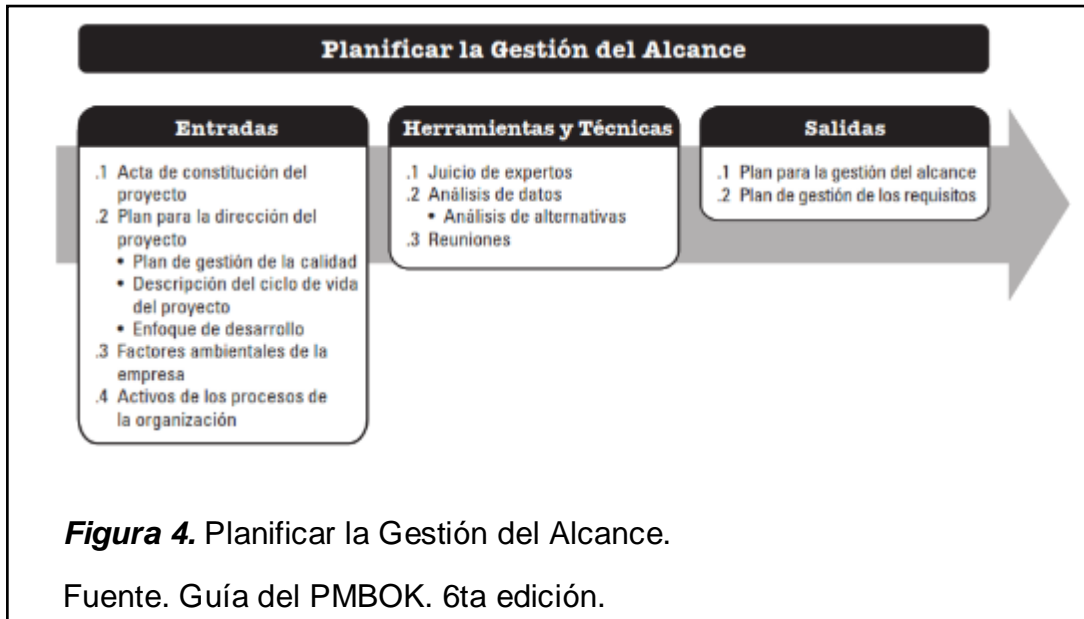 Planificar la Gestión del Alcance
Entradas
.1 Acta de constitución del
proyecto
.2 Plan para la dirección del
proyecto
• Plan de gestión de la calidad
• Descripción del ciclo de vida
del proyecto
• Enfoque de desarrollo
.3 Factores ambientales de la
empresa
.4 Activos de los procesos de
la organización
Herramientas y Técnicas
.1 Juicio de expertos
.2 Análisis de datos
• Análisis de alternativas
.3 Reuniones
Salidas
.1 Plan para la gestión del alcance
.2 Plan de gestión de los requisitos
Figura 4. Planificar la Gestión del Alcance.
Fuente. Guía del PMBOK. 6ta edición.